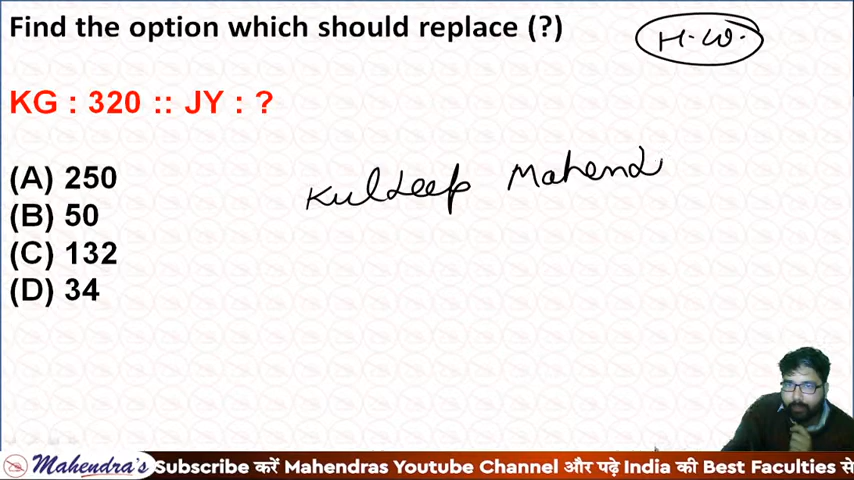 Find the option which should replace (?)
H.W.
KG : 320 :: JY : ?
Kuldeep Mahend
(A) 250
(B) 50
(C) 132
(D) 34
Mahendra's Subscribe करें Mahendras Youtube Channel और पढ़े India की Best Faculties से